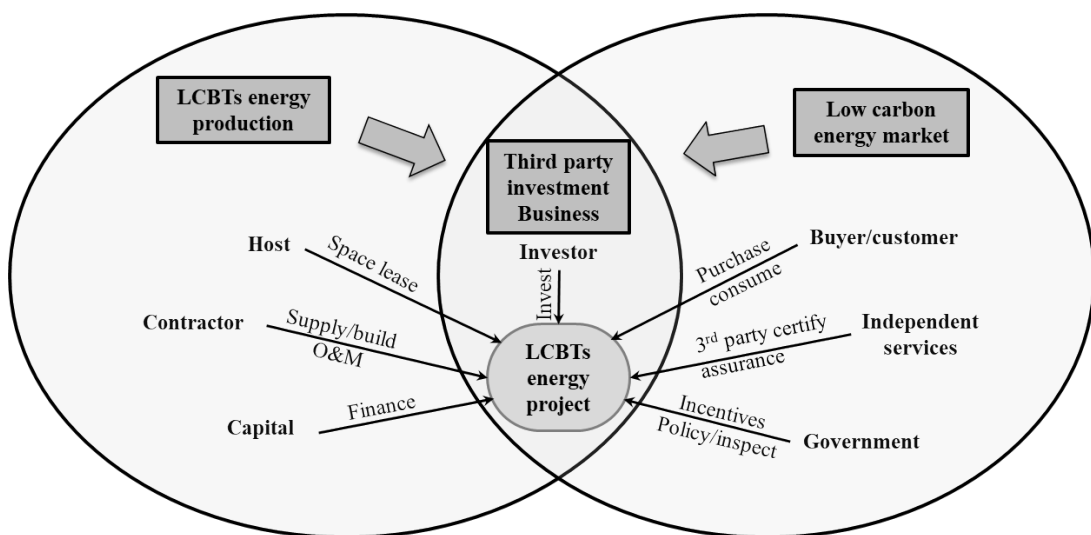 LCBTs energy
production
Low carbon
energy market
Third party
investment
Business
Host
Space lease
Investor
Invest
Buyer/customer
Purchase
consume
Contractor
Supply/build
O&M
LCBTs
energy
project
3rd party certify
assurance
Independent
services
Capital
Finance
Incentives
Policy/inspect
Government